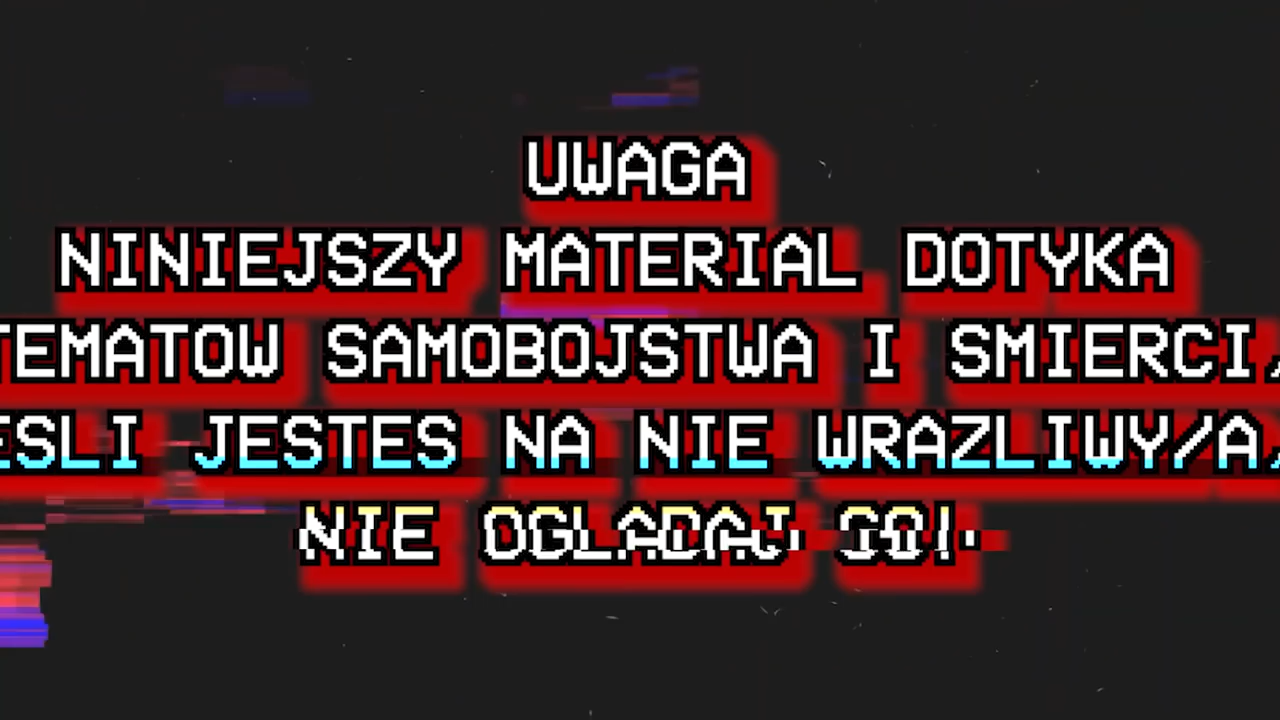 UWAGA
NINIEJSZY MATERIAL DOTYKA
TEMATOW SAMOBOJSTWA I SMIERCI,
ESLI JESTES NA NIE WRAZLIWY/A,
NIE OGLADAJ GO!